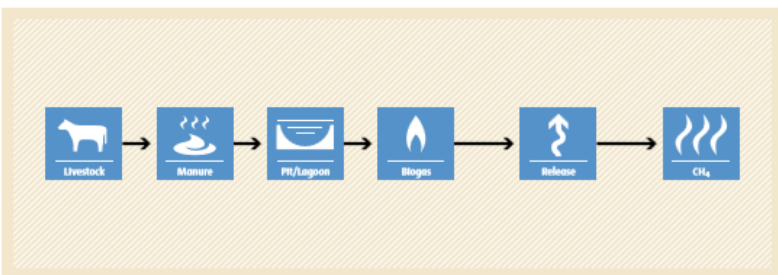 Livestock
Manure
Pit/Lagoon
Biogas
Release
CH₄